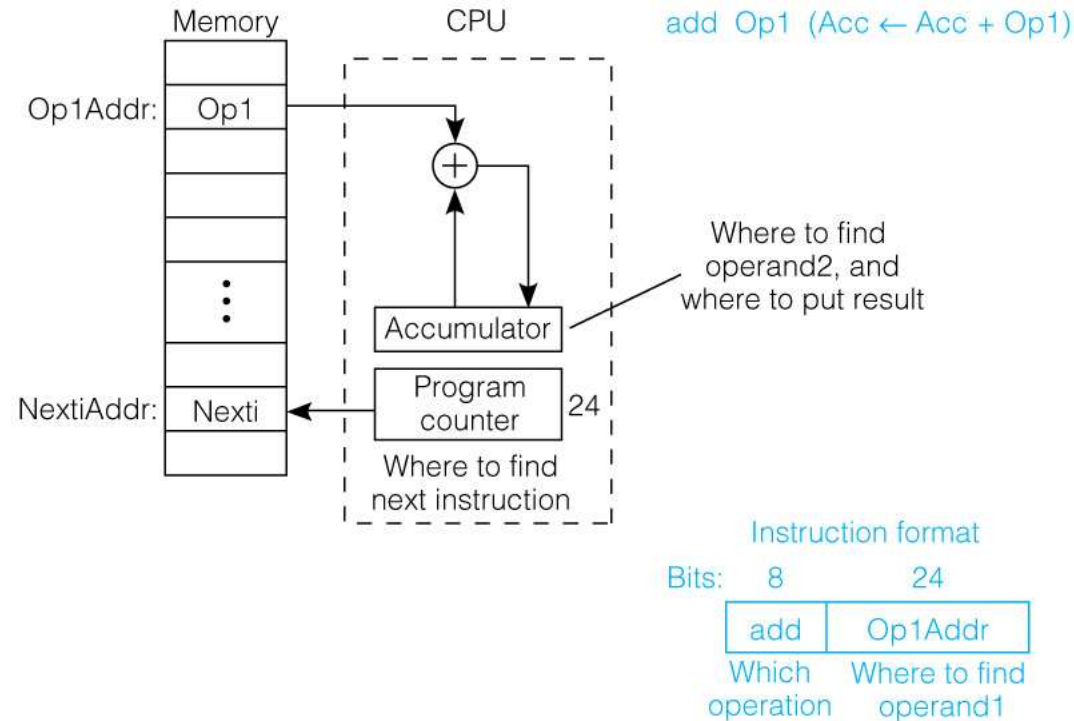 Memory
CPU
add Op1 (Acc ← Acc + Op1)
Op1Addr:
Op1
+
Where to find
operand2, and
where to put result
Accumulator
Program
counter
24
NextiAddr:
Nexti
Where to find
next instruction
Instruction format
Bits: 8 24
add Op1Addr
Which
operation
Where to find
operand1